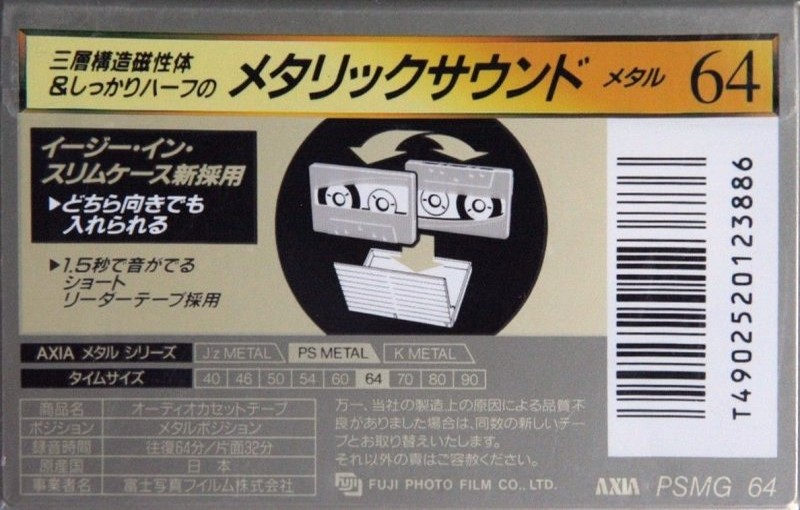 三層構造磁性体
&しっかりハーフの
メタリックサウンド メタル 64
イージー・イン・
スリムケース新採用
▶どちら向きでも
入れられる
▶1.5秒で音がでる
ショート
リーダーテープ採用
AXIA メタル シリーズ J'z METAL PS METAL K METAL
タイムサイズ 40 46 50 54 60 64 70 80 90
商品名 オーディオカセットテープ
ポジション メタルポジション
録音時間 往復64分/片面32分
原産国 日本
事業者名 富士写真フイルム株式会社
万一、当社の製造上の原因による品質不
良がありました場合は、同数の新しいテー
プとお取り替えいたします。
それ以外の責はご容赦ください。
FUJI PHOTO FILM CO., LTD.
AXIA PSMG 64
T4902520123886